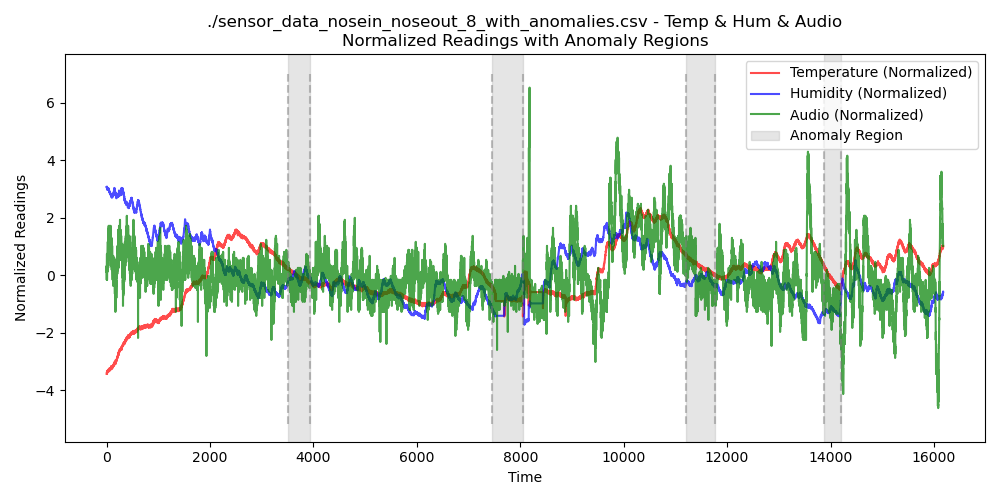 ./sensor_data_nosein_noseout_8_with_anomalies.csv - Temp & Hum & Audio
Normalized Readings with Anomaly Regions
Temperature (Normalized)
Humidity (Normalized)
Audio (Normalized)
Anomaly Region
Normalized Readings
6
4
2
0
−2
−4
0 2000 4000 6000 8000 10000 12000 14000 16000
Time